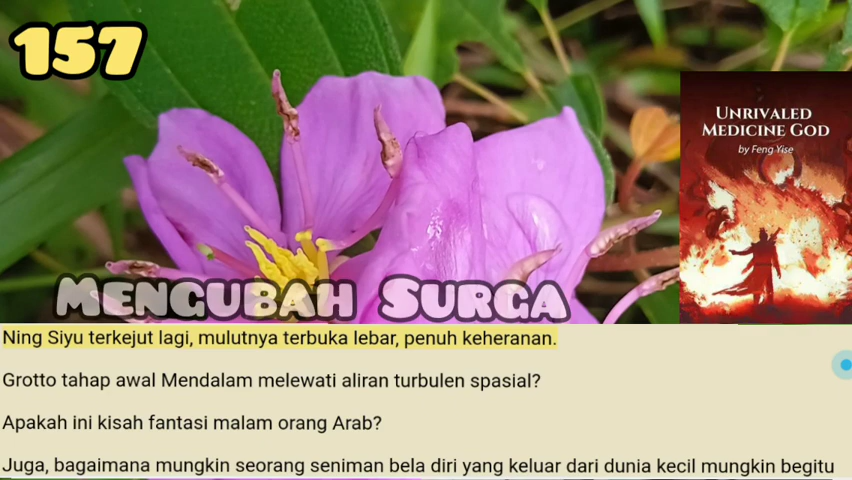 157
UNRIVALED
MEDICINE GOD
by Feng Yise
MENGUBAH SURGA
Ning Siyu terkejut lagi, mulutnya terbuka lebar, penuh keheranan.
Grotto tahap awal Mendalam melewati aliran turbulen spasial?
Apakah ini kisah fantasi malam orang Arab?
Juga, bagaimana mungkin seorang seniman bela diri yang keluar dari dunia kecil mungkin begitu